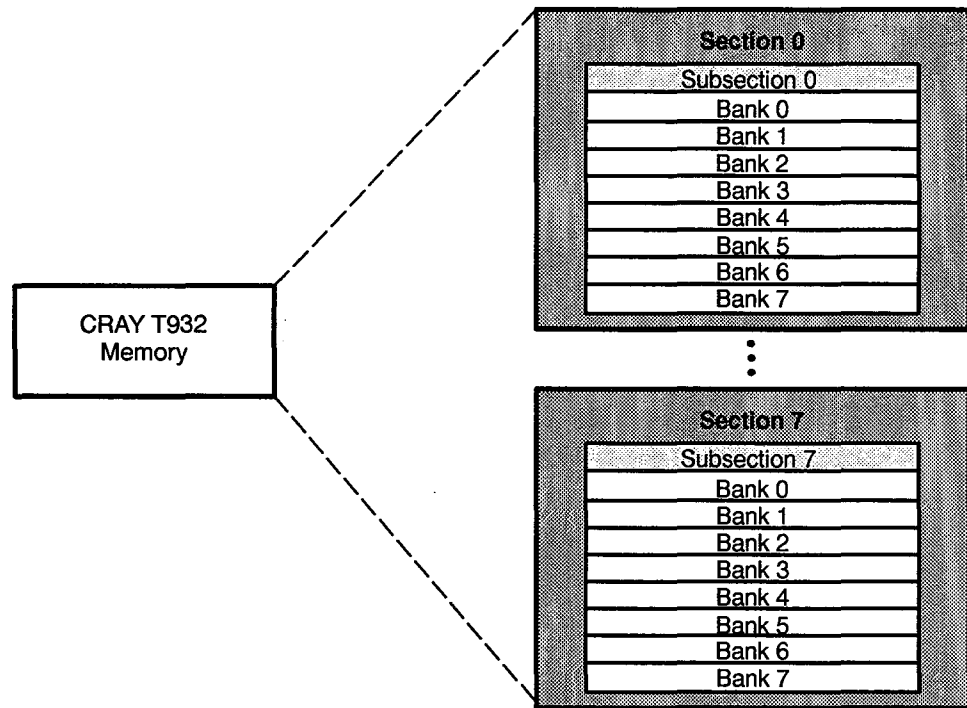 CRAY T932
Memory
Section 0
Subsection 0
Bank 0
Bank 1
Bank 2
Bank 3
Bank 4
Bank 5
Bank 6
Bank 7
Section 7
Subsection 7
Bank 0
Bank 1
Bank 2
Bank 3
Bank 4
Bank 5
Bank 6
Bank 7